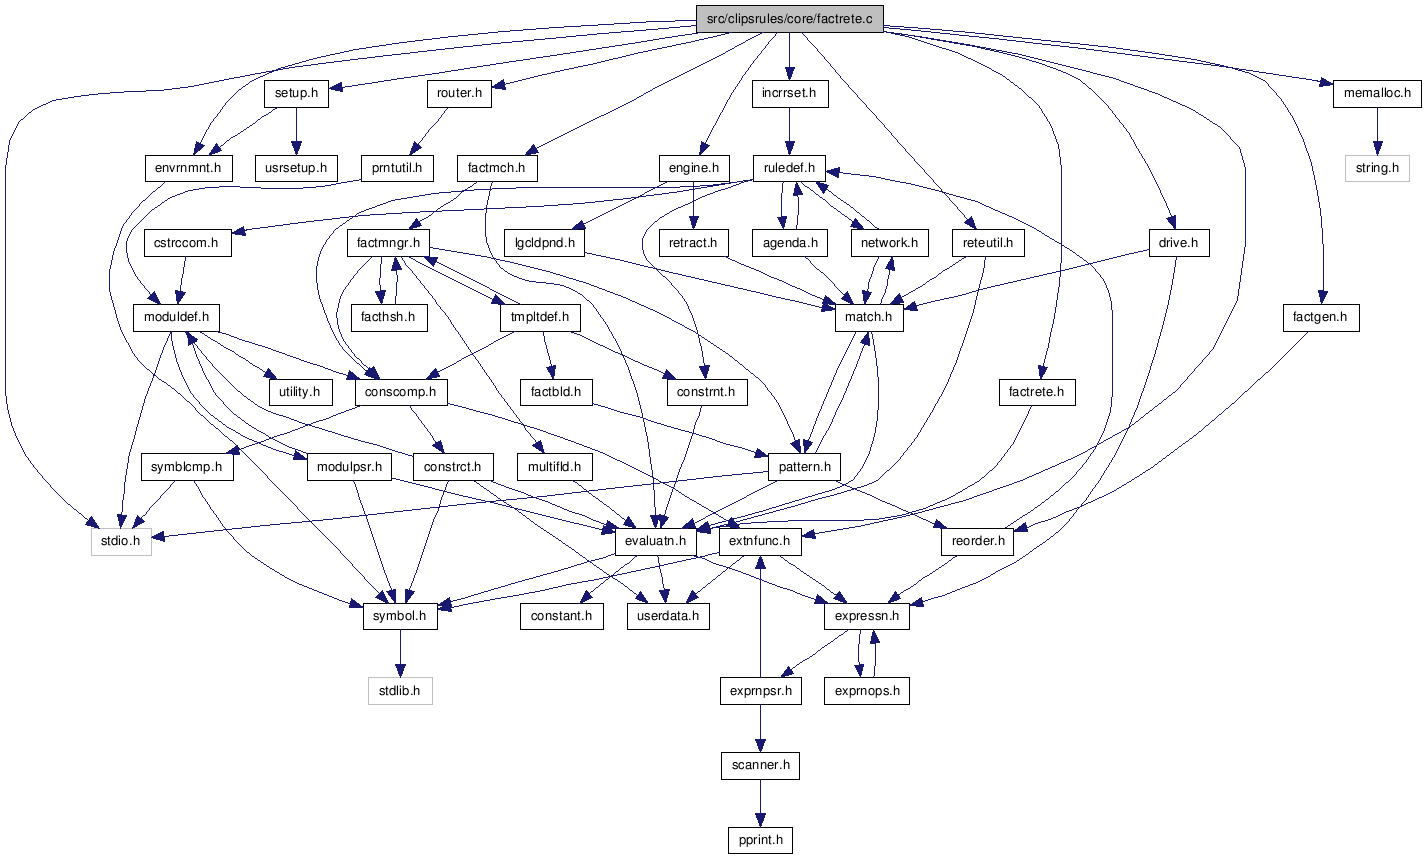 src/clipsrules/core/factrete.c
setup.h
router.h
incrrset.h
memalloc.h
envrnmnt.h
usrsetup.h
prntutil.h
factmch.h
engine.h
ruledef.h
string.h
cstrccom.h
factmngr.h
lgcldpnd.h
retract.h
agenda.h
network.h
reteutil.h
drive.h
moduldef.h
facthsh.h
tmpltdef.h
match.h
factgen.h
utility.h
conscomp.h
factbld.h
constrnt.h
factrete.h
symblcmp.h
modulpsr.h
constrct.h
multifld.h
pattern.h
stdio.h
evaluatn.h
extnfunc.h
reorder.h
symbol.h
constant.h
userdata.h
expressn.h
stdlib.h
exprnpsr.h
exprnops.h
scanner.h
pprint.h